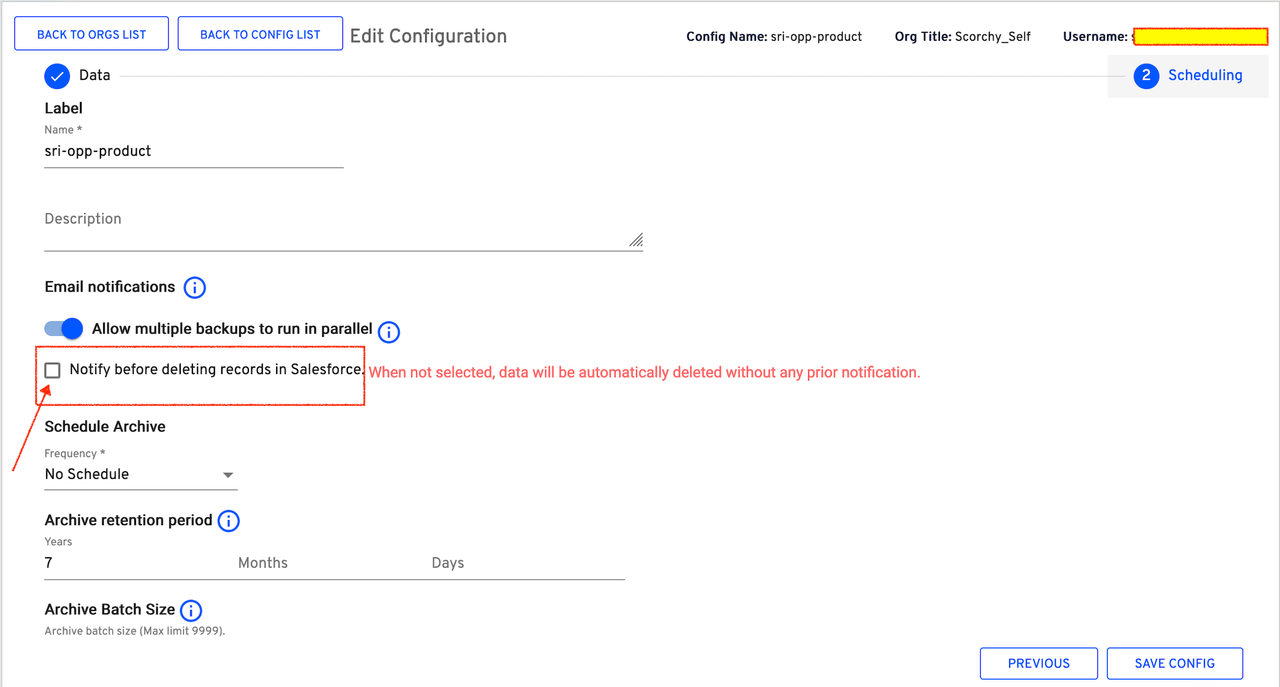 BACK TO ORGS LIST
BACK TO CONFIG LIST
Edit Configuration
Config Name: sri-opp-product
Org Title: Scorchy_Self
Username:
Data
2 Scheduling
Label
Name *
sri-opp-product
Description
Email notifications
Allow multiple backups to run in parallel
Notify before deleting records in Salesforce.
When not selected, data will be automatically deleted without any prior notification.
Schedule Archive
Frequency *
No Schedule
Archive retention period
Years
7 Months Days
Archive Batch Size
Archive batch size (Max limit 9999).
PREVIOUS
SAVE CONFIG